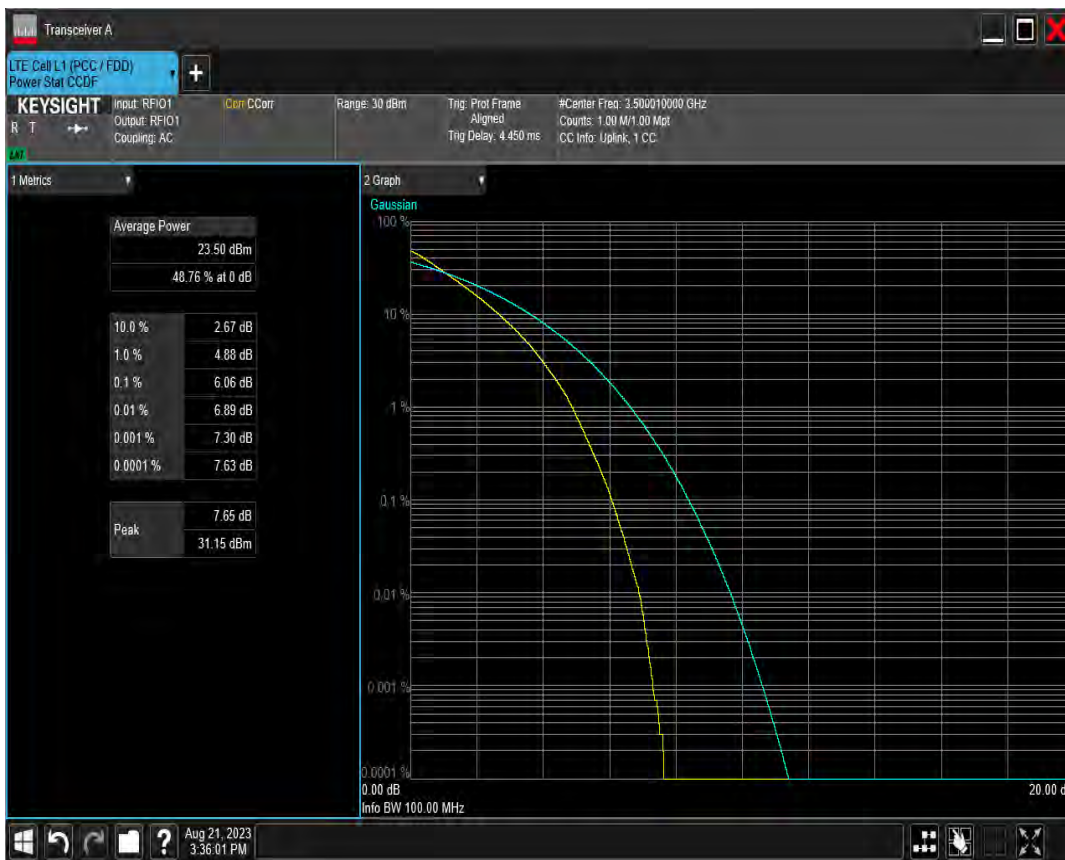 Transceiver A
LTE Cell L1 (PCC / FDD)
Power Stat CCDF
KEYSIGHT
R T
LNI
Input: RFIO1
Output: RFIO1
Coupling: AC
Corr CCorr
Range: 30 dBm
Trig: Prot Frame
Aligned
Trig Delay: 4.450 ms
#Center Freq: 3.500010000 GHz
Counts: 1.00 M/1.00 Mpt
CC Info: Uplink, 1 CC
1 Metrics
Average Power
23.50 dBm
48.76 % at 0 dB
10.0 % 2.67 dB
1.0 % 4.88 dB
0.1 % 6.06 dB
0.01 % 6.89 dB
0.001 % 7.30 dB
0.0001 % 7.63 dB
Peak 7.65 dB
31.15 dBm
2 Graph
Gaussian
100 %
10 %
1 %
0.1 %
0.01 %
0.001 %
0.0001 %
0.00 dB
20.00 d
Info BW 100.00 MHz
?
Aug 21, 2023
3:36:01 PM